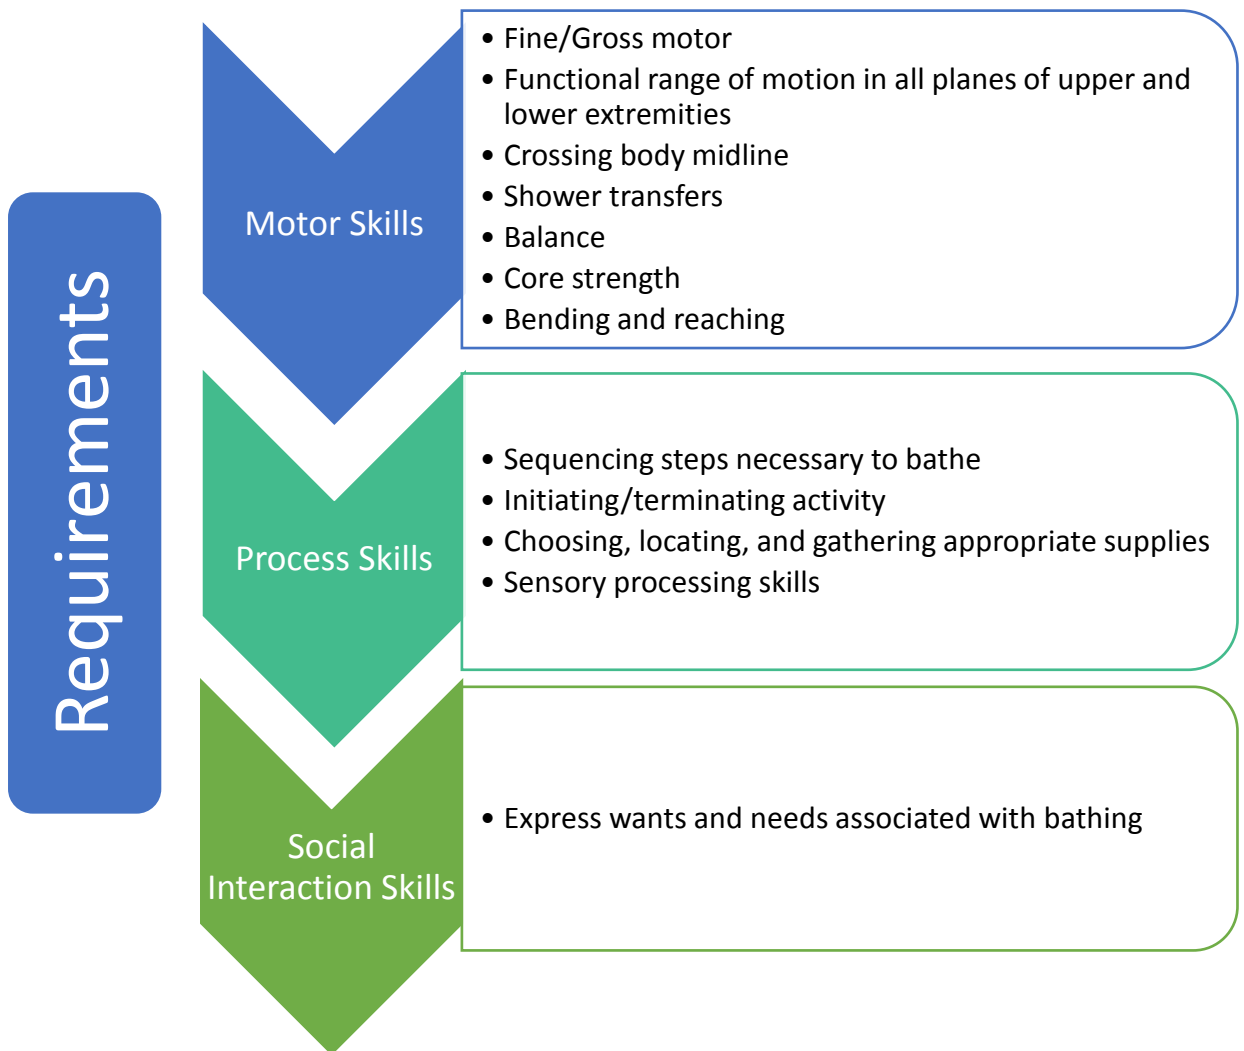 Requirements
Motor Skills
• Fine/Gross motor
• Functional range of motion in all planes of upper and
lower extremities
• Crossing body midline
• Shower transfers
• Balance
• Core strength
• Bending and reaching
Process Skills
• Sequencing steps necessary to bathe
• Initiating/terminating activity
• Choosing, locating, and gathering appropriate supplies
• Sensory processing skills
Social
Interaction Skills
• Express wants and needs associated with bathing